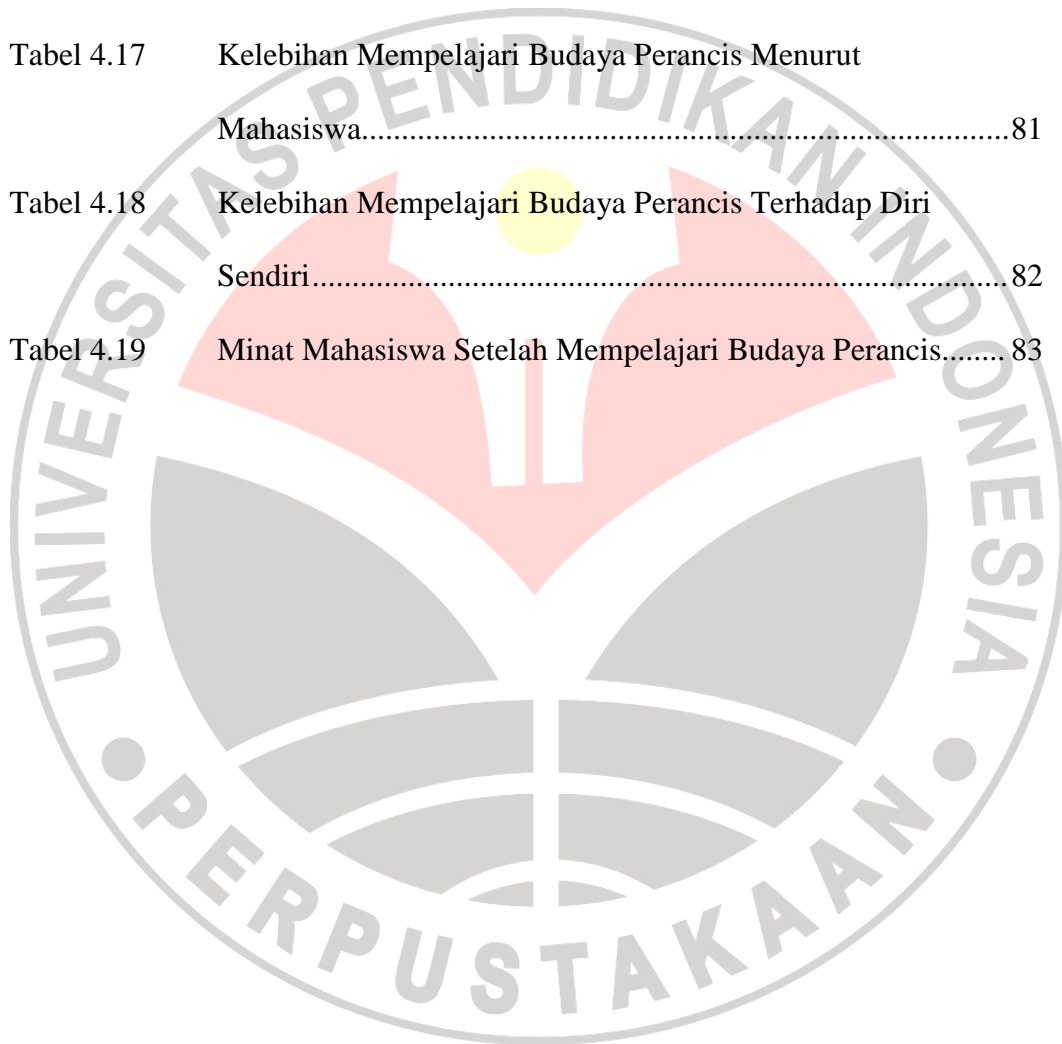 Tabel 4.17 Kelebihan Mempelajari Budaya Perancis Menurut
Mahasiswa.......................................................................... 81
Tabel 4.18 Kelebihan Mempelajari Budaya Perancis Terhadap Diri
Sendiri................................................................................ 82
Tabel 4.19 Minat Mahasiswa Setelah Mempelajari Budaya Perancis........ 83
UNIVERSITAS PENDIDIKAN INDONESIA
PERPUSTAKAAN